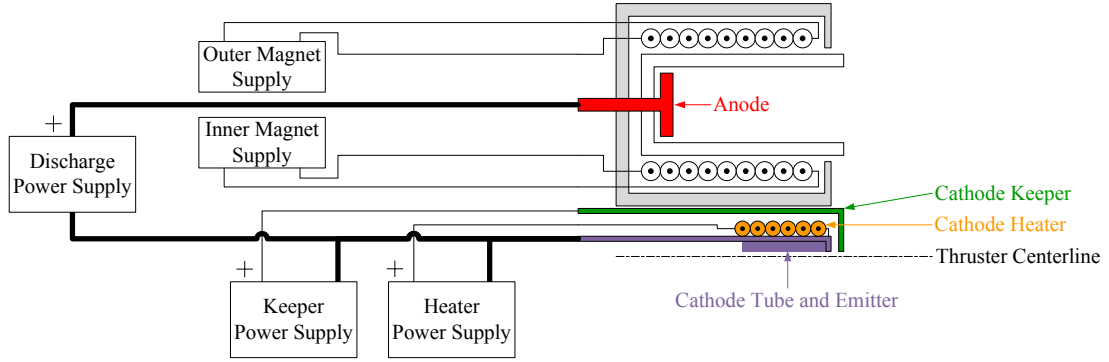 Outer Magnet
Supply
Anode
+
Inner Magnet
Supply
Discharge
Power Supply
Cathode Keeper
Cathode Heater
Thruster Centerline
+
+
Keeper
Power Supply
Heater
Power Supply
Cathode Tube and Emitter